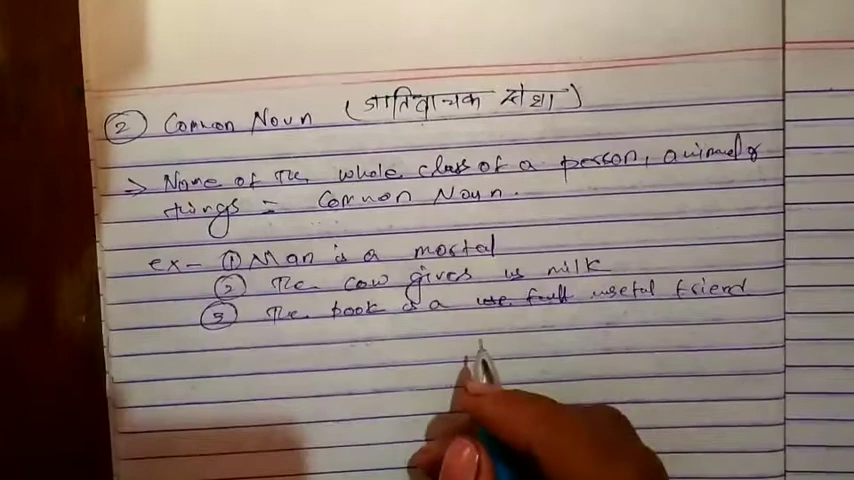 ② Common Noun (जातिवाचक संज्ञा)
⇒ Name of the whole class of a person, animal or
things = Common Noun.
ex- ① Man is a mortal
② The cow gives us milk
③ The book is a useful friend